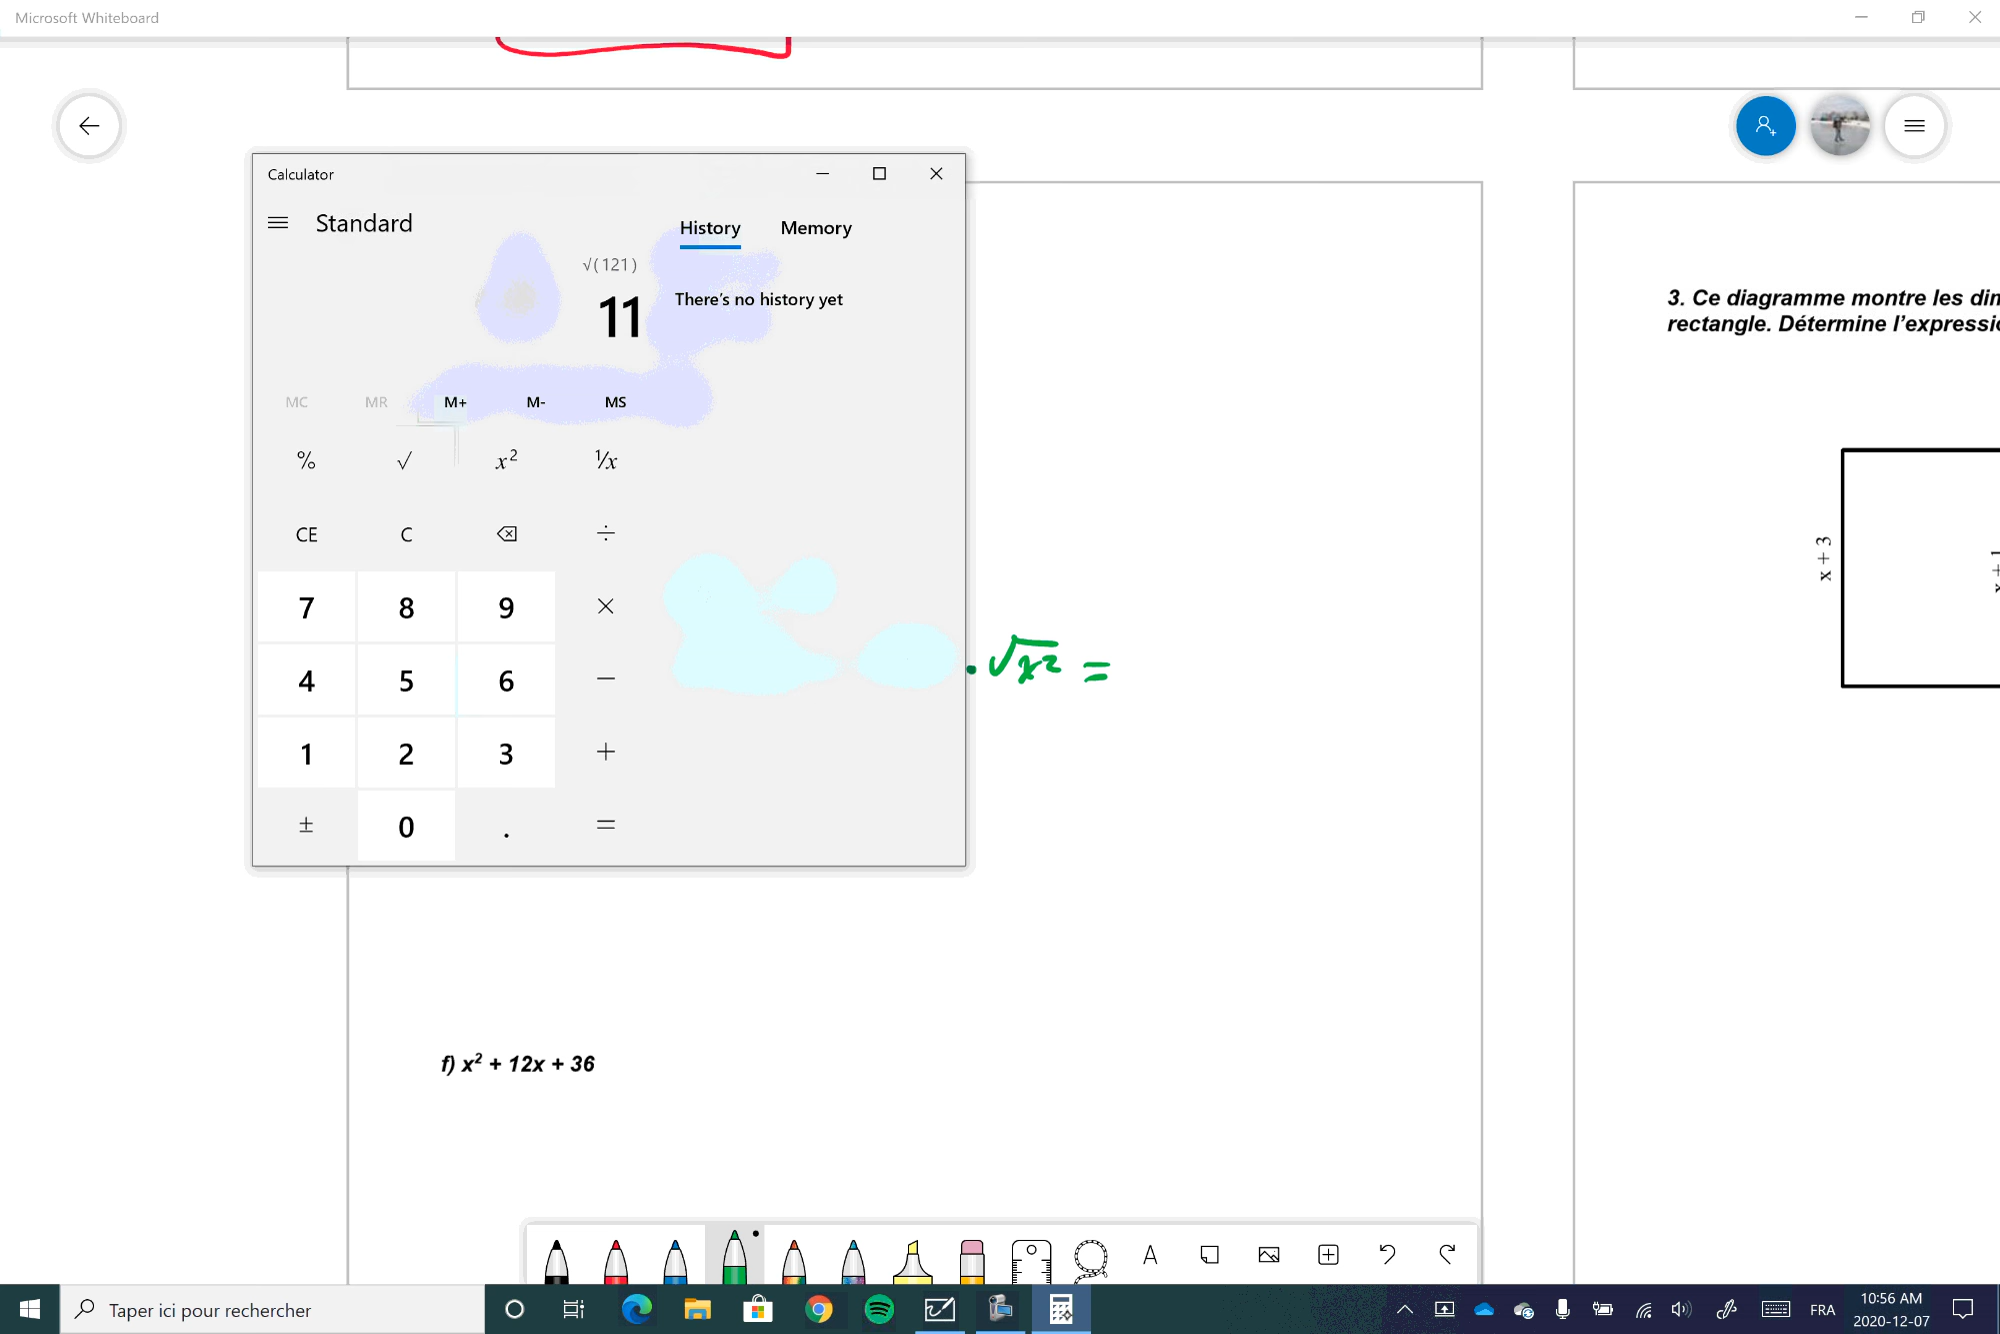 Microsoft Whiteboard
Calculator
Standard
History
Memory
√(121)
11
There's no history yet
MC MR M+ M- MS
% √ x² ¹/x
CE C ÷
7 8 9 ×
4 5 6 −
1 2 3 +
± 0 . =
· √x² =
f) x² + 12x + 36
3. Ce diagramme montre les
rectangle. Détermine
x + 3
A
Taper ici pour rechercher
FRA
10:56 AM
2020-12-07